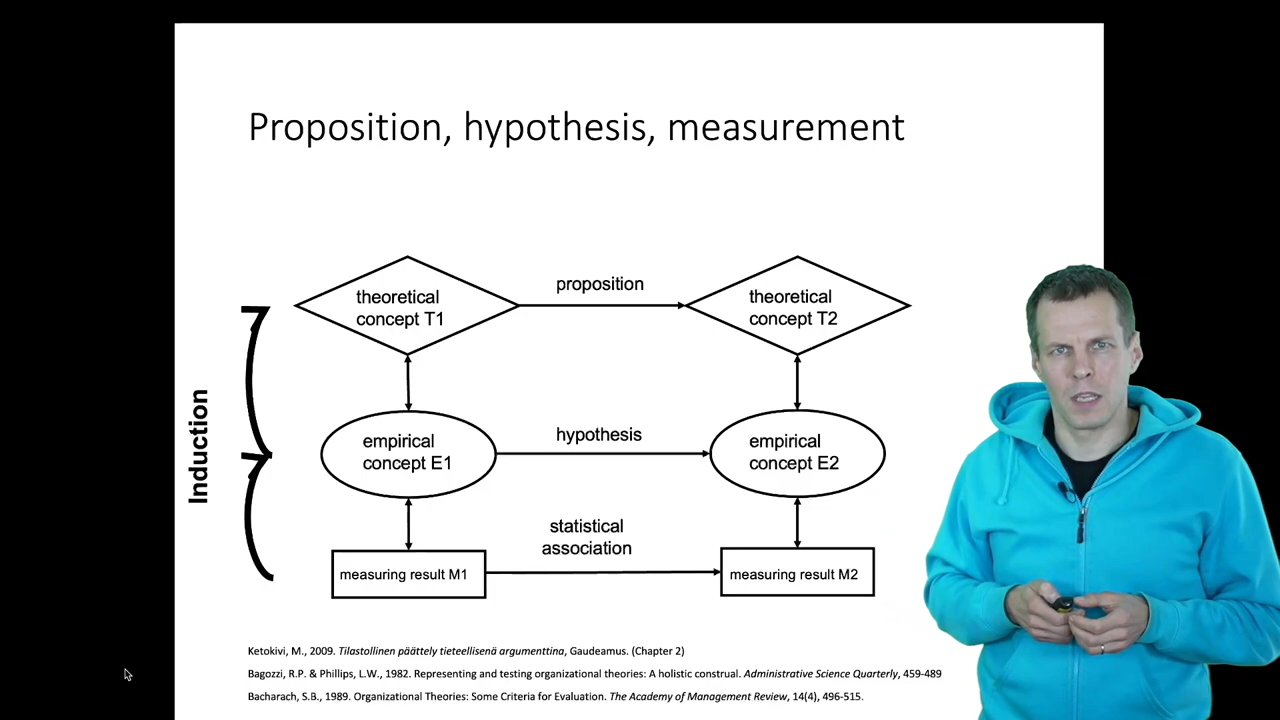 Proposition, hypothesis, measurement
proposition
theoretical
concept T1
theoretical
concept T2
Induction
hypothesis
empirical
concept E1
empirical
concept E2
statistical
association
measuring result M1
measuring result M2
Ketokivi, M., 2009. Tilastollinen päättely tieteellisenä argumenttina, Gaudeamus. (Chapter 2)
Bagozzi, R.P. & Phillips, L.W., 1982. Representing and testing organizational theories: A holistic construal. Administrative Science Quarterly, 459-489
Bacharach, S.B., 1989. Organizational Theories: Some Criteria for Evaluation. The Academy of Management Review, 14(4), 496-515.